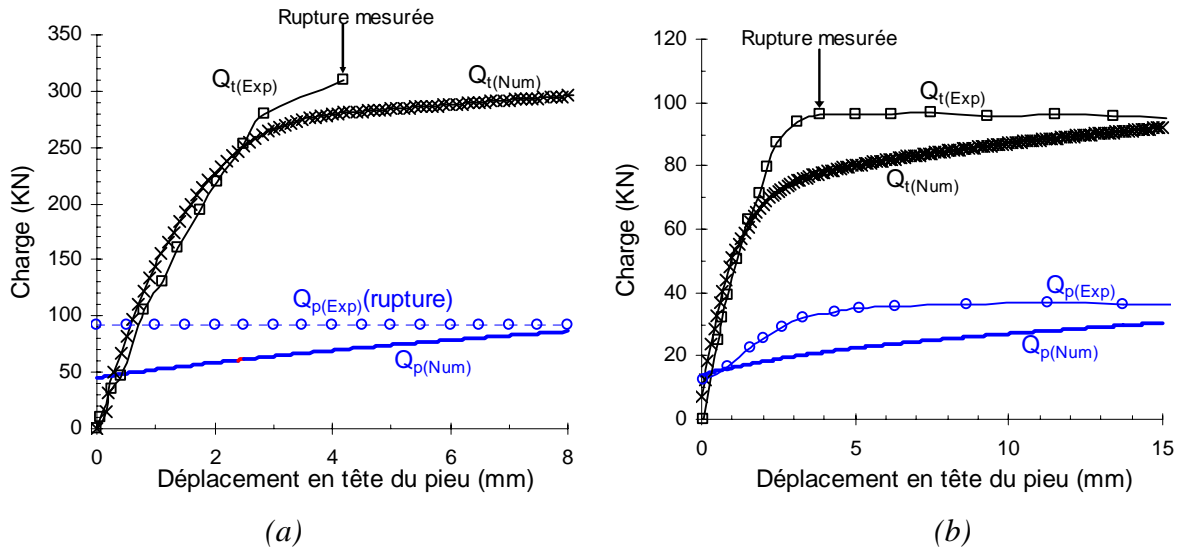 Rupture mesurée
350
300
250
200
150
100
50
0
Charge (KN)
Qt(Exp)
Qt(Num)
Qp(Exp)(rupture)
Qp(Num)
0 2 4 6 8
Déplacement en tête du pieu (mm)
(a)
Rupture mesurée
120
100
80
60
40
20
0
Charge (KN)
Qt(Exp)
Qt(Num)
Qp(Exp)
Qp(Num)
0 5 10 15
Déplacement en tête du pieu (mm)
(b)